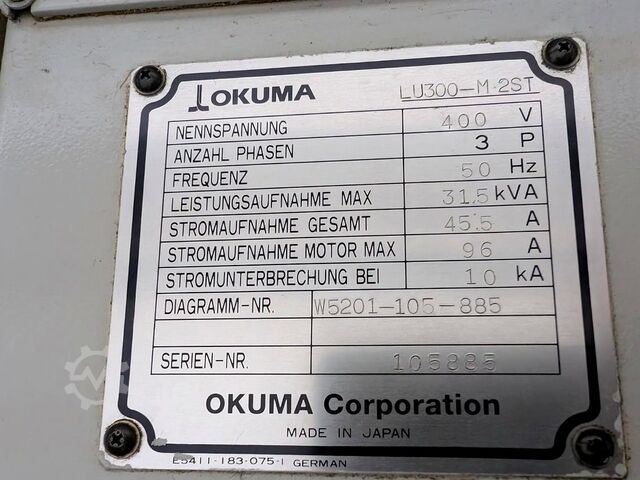 OKUMA LU300-M·2ST
NENNSPANNUNG 400 V
ANZAHL PHASEN 3 P
FREQUENZ 50 Hz
LEISTUNGSAUFNAHME MAX 31.5 kVA
STROMAUFNAHME GESAMT 45.5 A
STROMAUFNAHME MOTOR MAX 96 A
STROMUNTERBRECHUNG BEI 10 kA
DIAGRAMM-NR. W5201-105-885
SERIEN-NR. 105885
OKUMA Corporation
MADE IN JAPAN
E5411-183-075-1 GERMAN